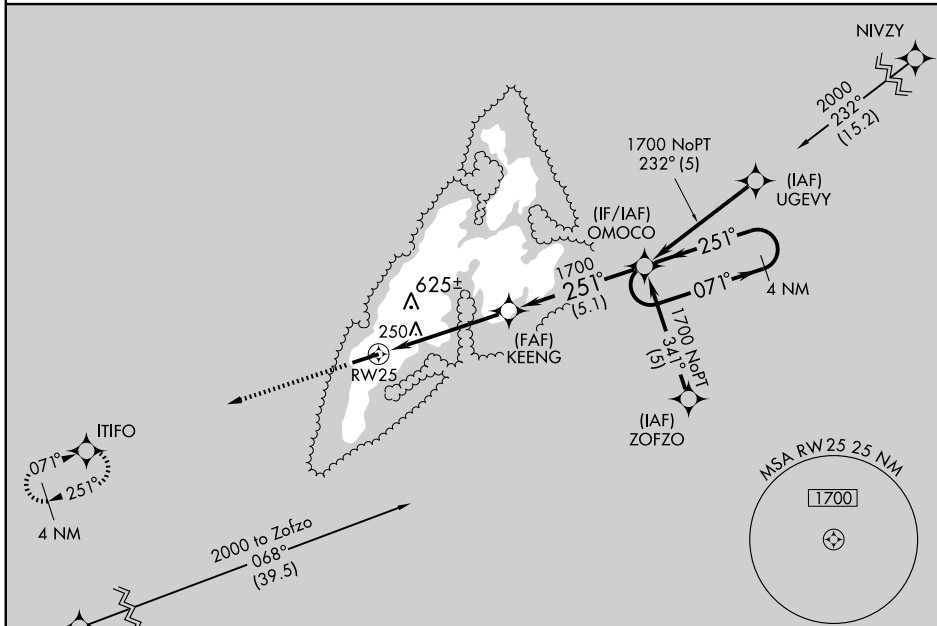 NIVZY
2000
232°
(15.2)
1700 NoPT
232° (5)
(IAF)
UGEVY
(IF/IAF)
OMOCO
251°
071°
4 NM
1700
251°
(5.1)
625±
250
(FAF)
KEENG
RW25
1700 NoPT
341°
(5)
(IAF)
ZOFZO
ITIFO
071°
251°
4 NM
MSA RW25 25 NM
1700
2000 to Zofzo
068°
(39.5)